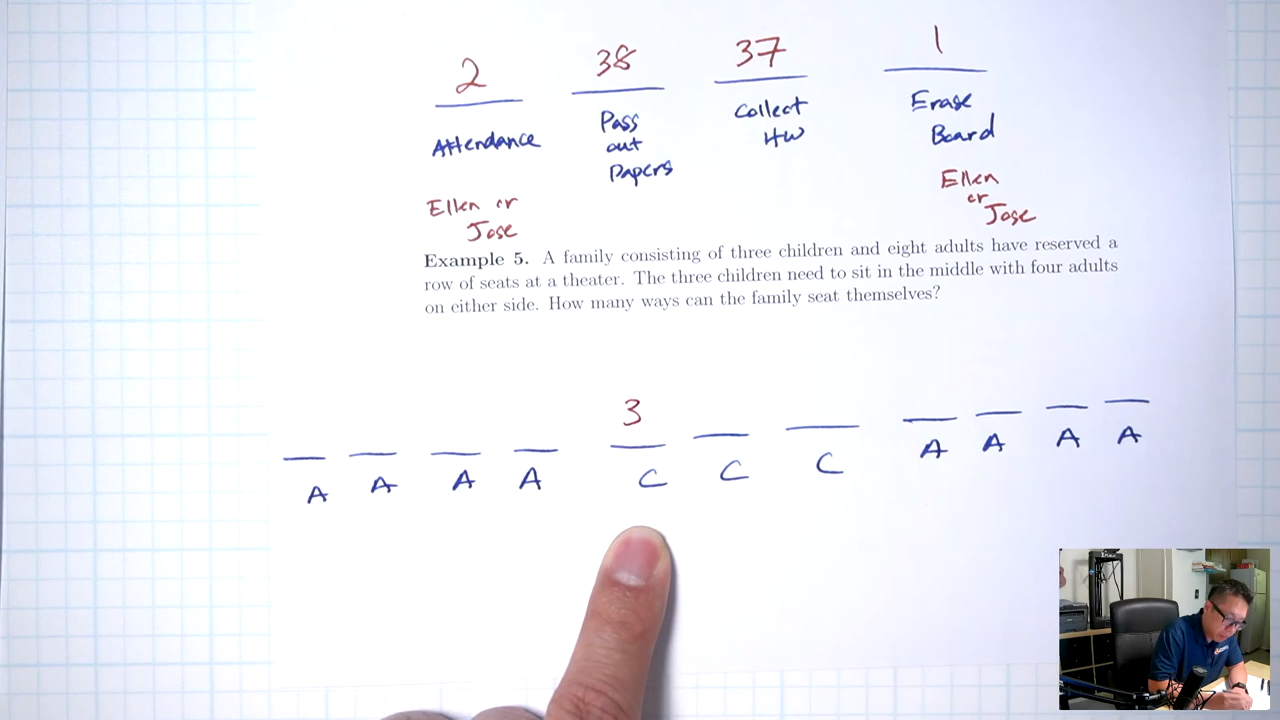 2 38 37 1
Attendance Pass out Papers Collect HW Erase Board
Ellen or Jose Ellen or Jose
Example 5. A family consisting of three children and eight adults have reserved a
row of seats at a theater. The three children need to sit in the middle with four adults
on either side. How many ways can the family seat themselves?
3
A A A A C C C A A A A